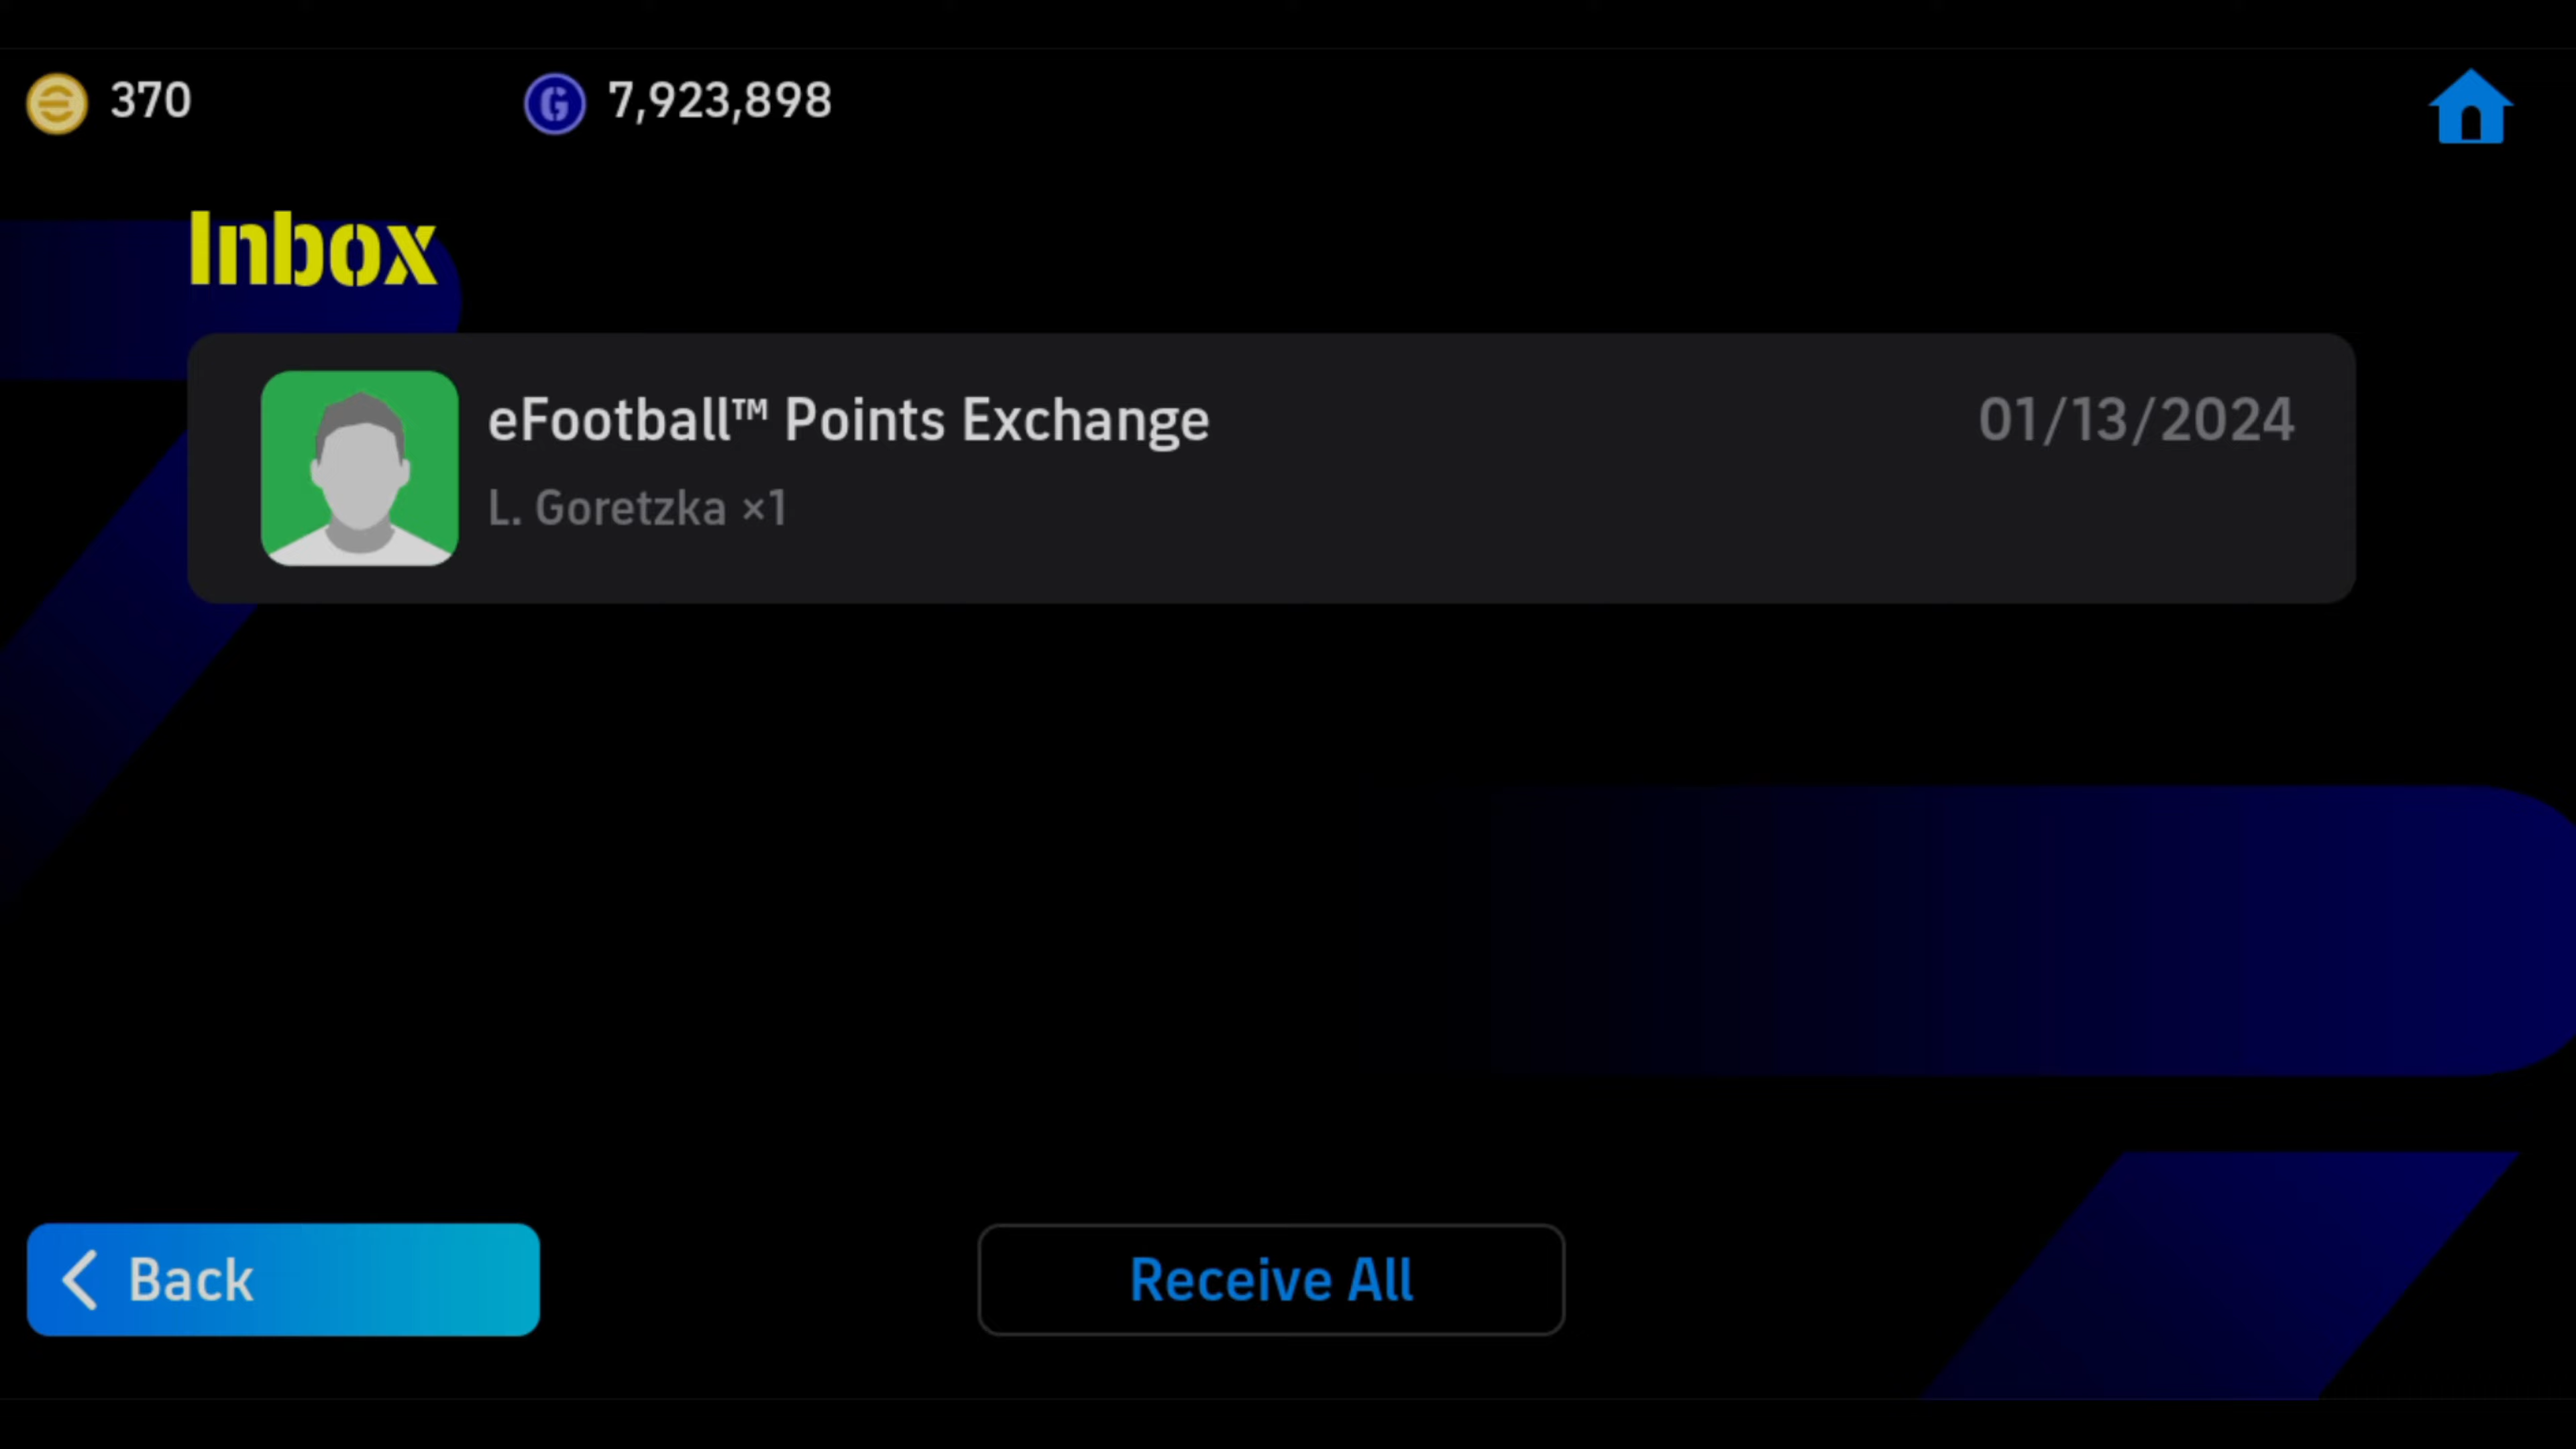 370
7,923,898
Inbox
eFootball™ Points Exchange
01/13/2024
L. Goretzka ×1
Back
Receive All